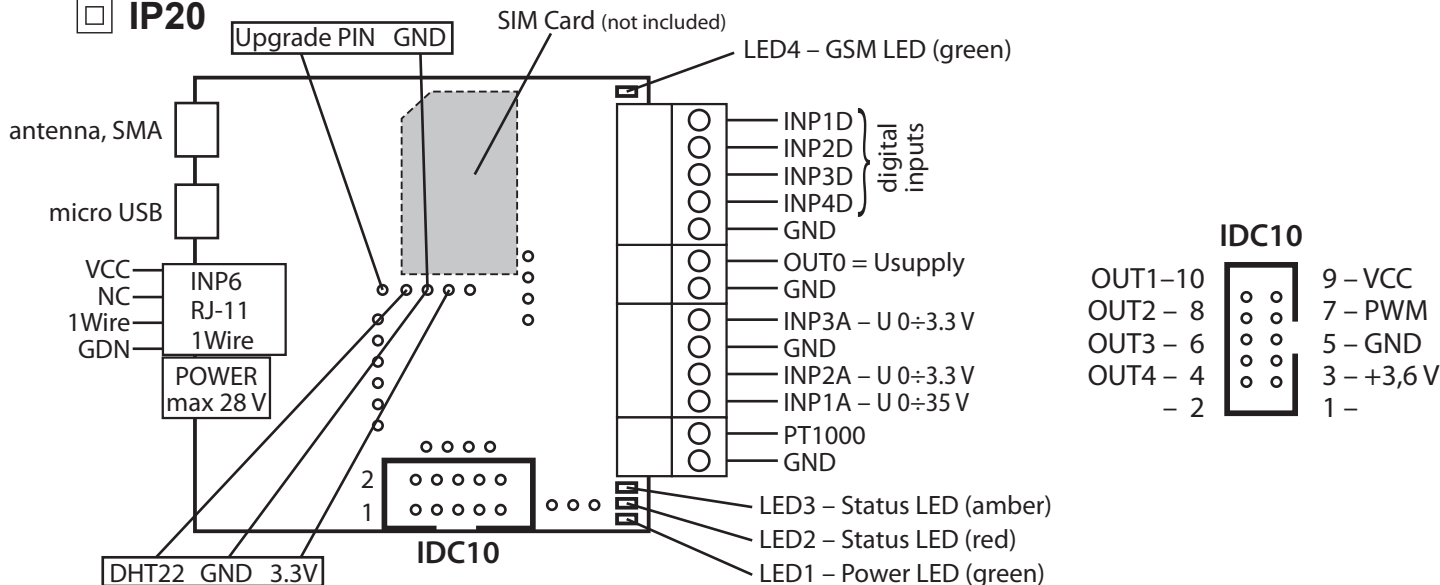 IP20
Upgrade PIN GND
SIM Card (not included)
LED4 – GSM LED (green)
antenna, SMA
micro USB
VCC
NC
1Wire
GDN
INP6
RJ-11
1Wire
POWER
max 28 V
INP1D
INP2D
INP3D
INP4D
digital
inputs
GND
OUT0 = Usupply
GND
INP3A – U 0÷3.3 V
GND
INP2A – U 0÷3.3 V
INP1A – U 0÷35 V
PT1000
GND
2
1
IDC10
LED3 – Status LED (amber)
LED2 – Status LED (red)
LED1 – Power LED (green)
DHT22 GND 3.3V
IDC10
OUT1–10
OUT2 – 8
OUT3 – 6
OUT4 – 4
– 2
9 – VCC
7 – PWM
5 – GND
3 – +3,6 V
1 –